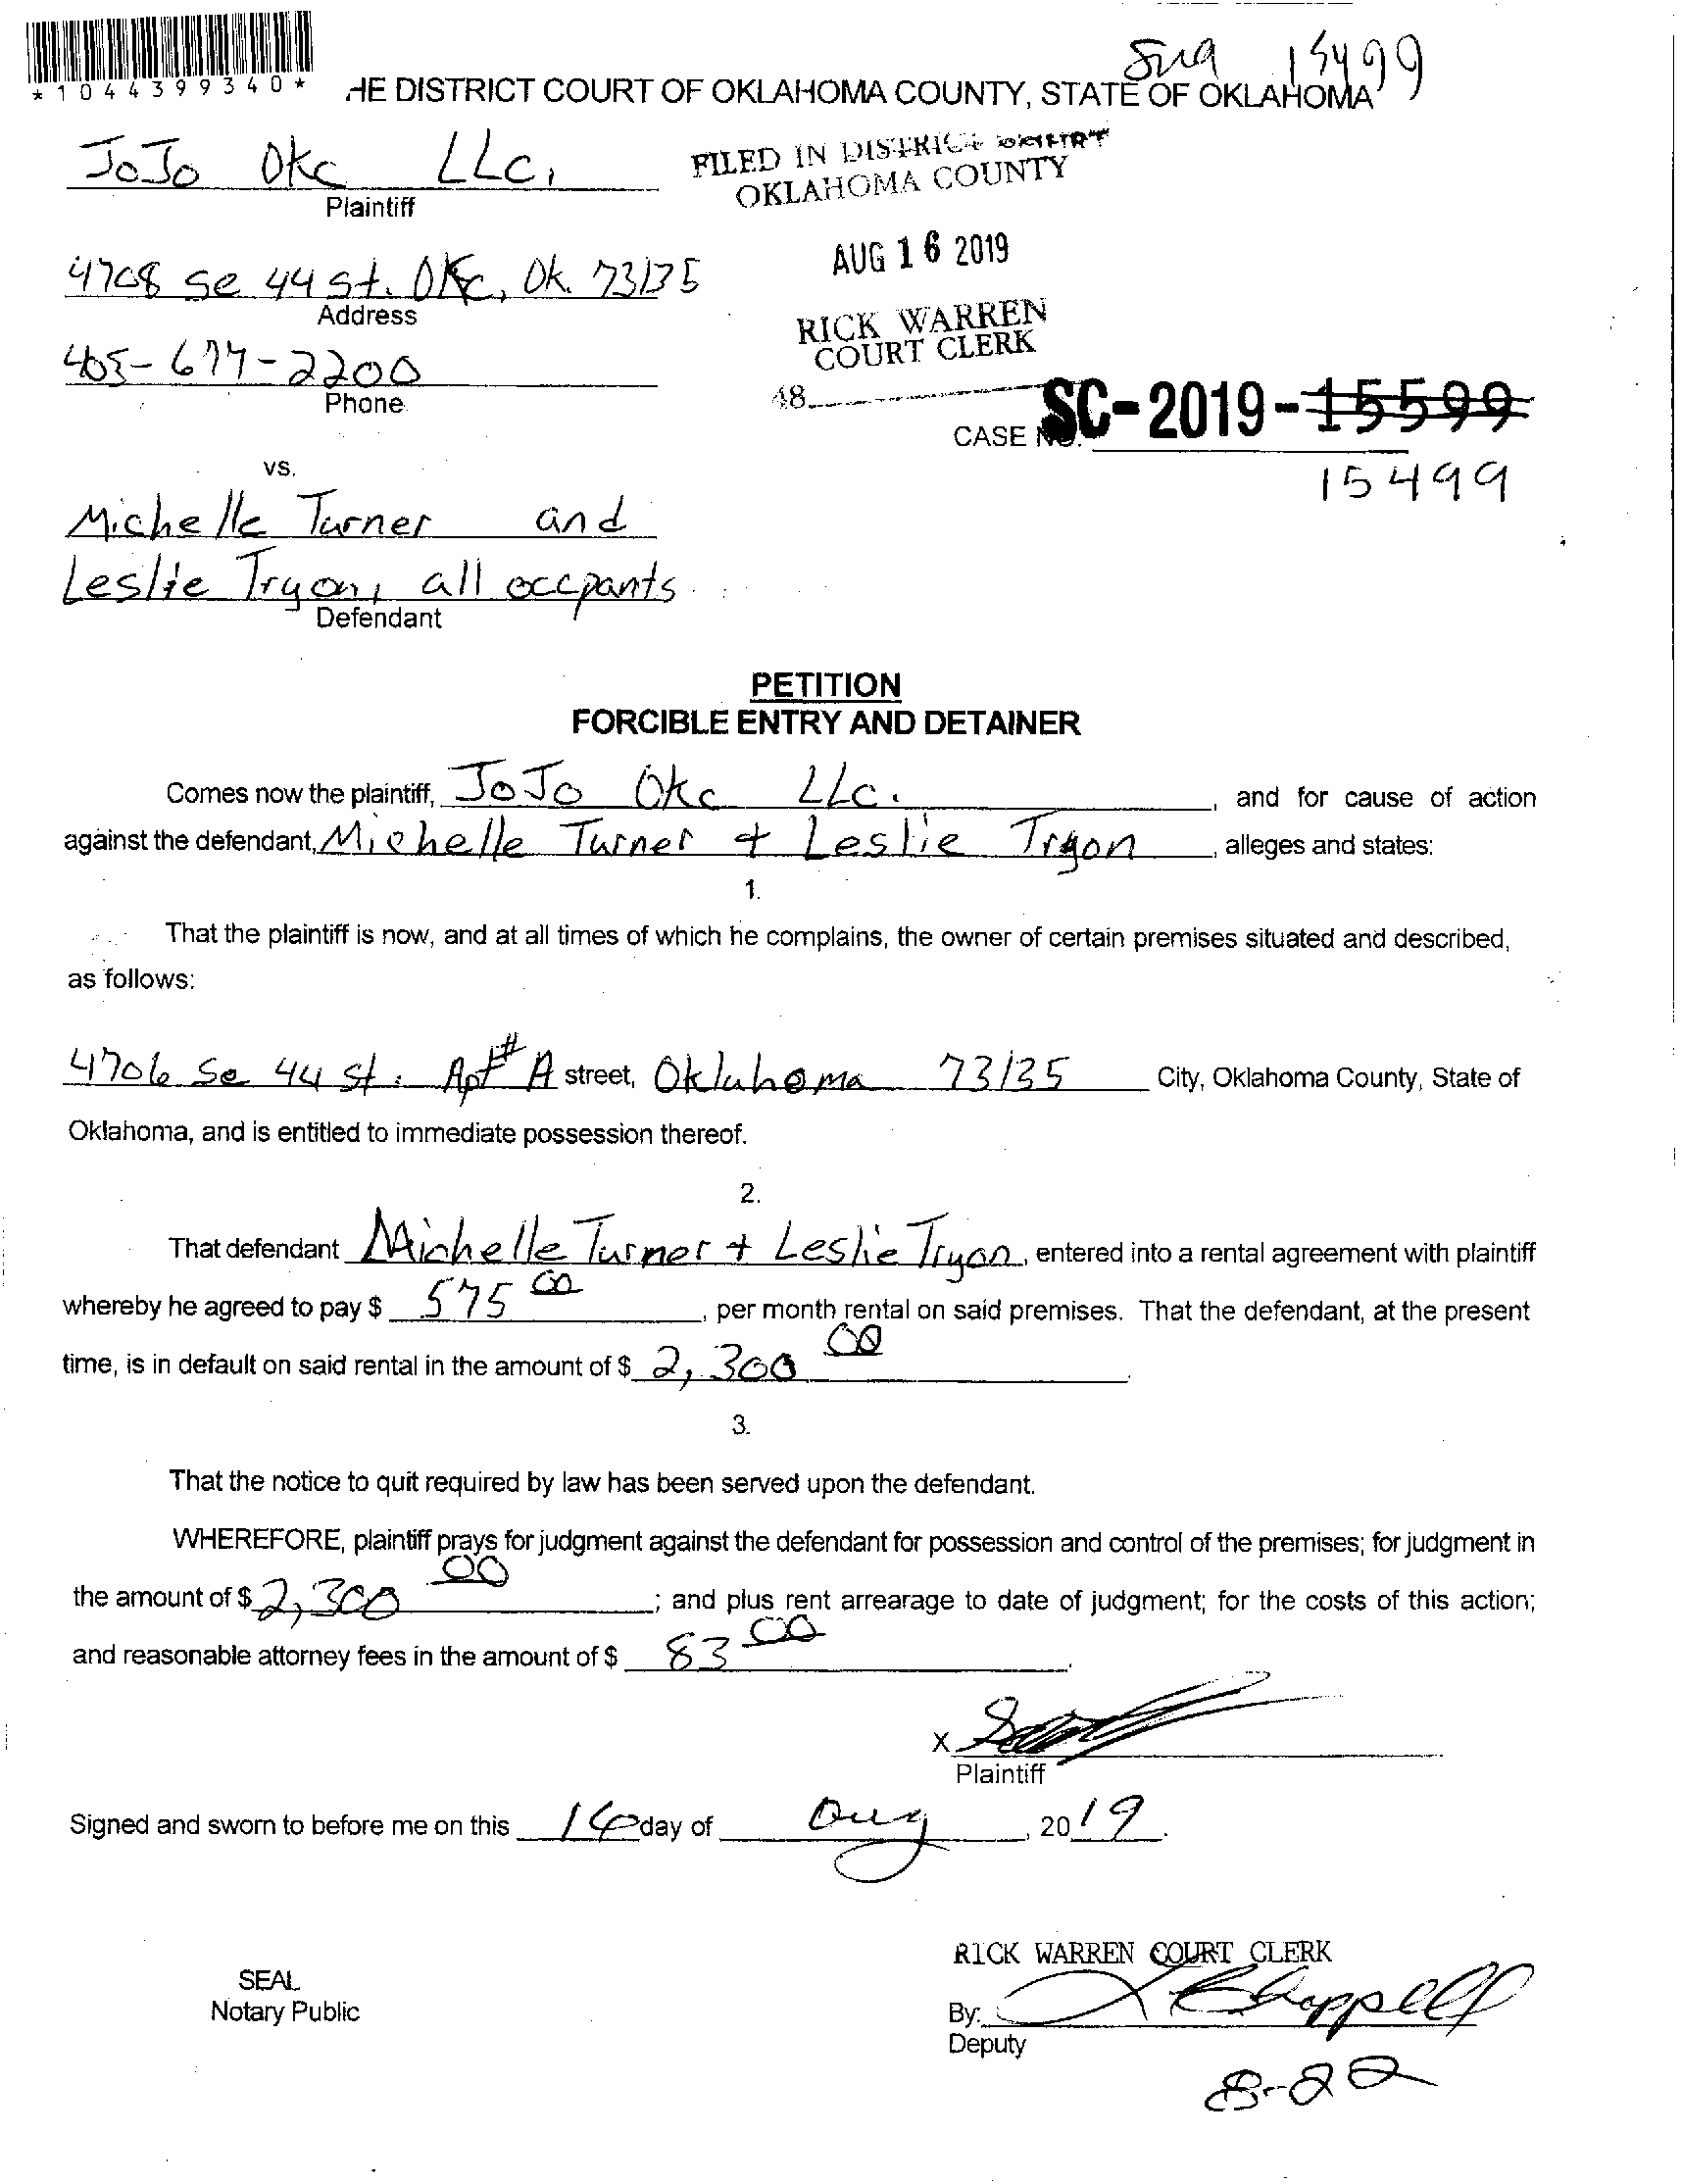 15499
*1044399340*
HE DISTRICT COURT OF OKLAHOMA COUNTY, STATE OF OKLAHOMA
JoJo Okc LLC,
Plaintiff
FILED IN DISTRICT COURT
OKLAHOMA COUNTY
4708 Se 44 st. OKc, Ok. 73135
Address
AUG 16 2019
RICK WARREN
COURT CLERK
405-677-2200
Phone
48
CASE NO. SC-2019-15599
15499
vs.
Michelle Turner and
Leslie Tryon, all occpants
Defendant
PETITION
FORCIBLE ENTRY AND DETAINER
Comes now the plaintiff, JoJo Okc LLc. , and for cause of action
against the defendant, Michelle Turner + Leslie Tryon , alleges and states:
1.
That the plaintiff is now, and at all times of which he complains, the owner of certain premises situated and described,
as follows:
4706 Se 44 st. Apt # A street, Oklahoma 73135 City, Oklahoma County, State of
Oklahoma, and is entitled to immediate possession thereof.
2.
That defendant Michelle Turner + Leslie Tryon, entered into a rental agreement with plaintiff
whereby he agreed to pay $ 575 00 , per month rental on said premises. That the defendant, at the present
time, is in default on said rental in the amount of $ 2,300 00 .
3.
That the notice to quit required by law has been served upon the defendant.
WHEREFORE, plaintiff prays for judgment against the defendant for possession and control of the premises; for judgment in
the amount of $ 2,300 00 ; and plus rent arrearage to date of judgment; for the costs of this action;
and reasonable attorney fees in the amount of $ 83 00 .
X
Plaintiff
Signed and sworn to before me on this 16 day of Aug , 2019.
RICK WARREN COURT CLERK
SEAL
Notary Public
By: Chappell
Deputy
8-22